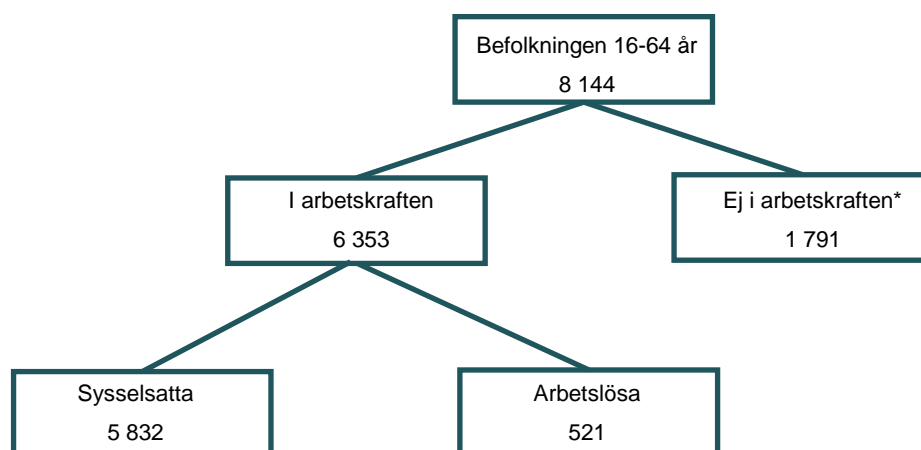 Befolkningen 16-64 år
8 144
I arbetskraften
6 353
Ej i arbetskraften*
1 791
Sysselsatta
5 832
Arbetslösa
521